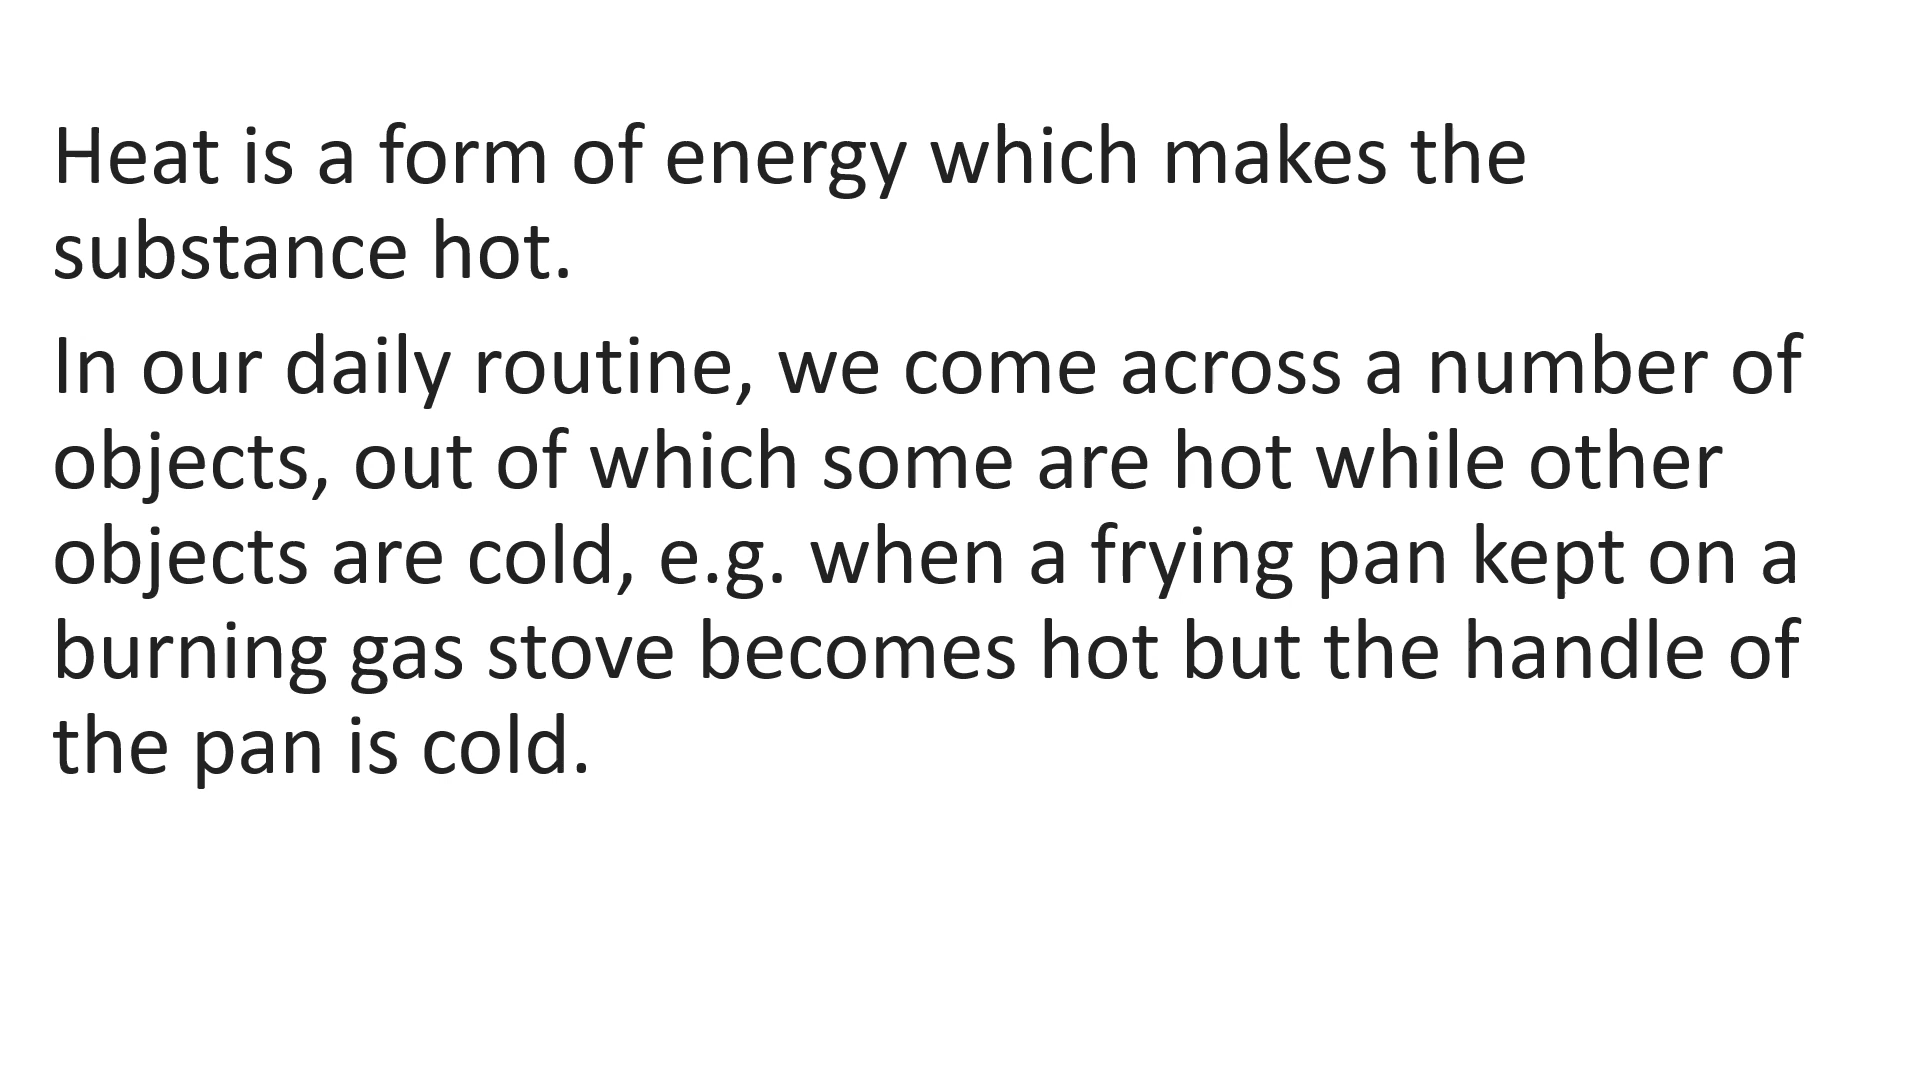 Heat is a form of energy which makes the
substance hot.
In our daily routine, we come across a number of
objects, out of which some are hot while other
objects are cold, e.g. when a frying pan kept on a
burning gas stove becomes hot but the handle of
the pan is cold.